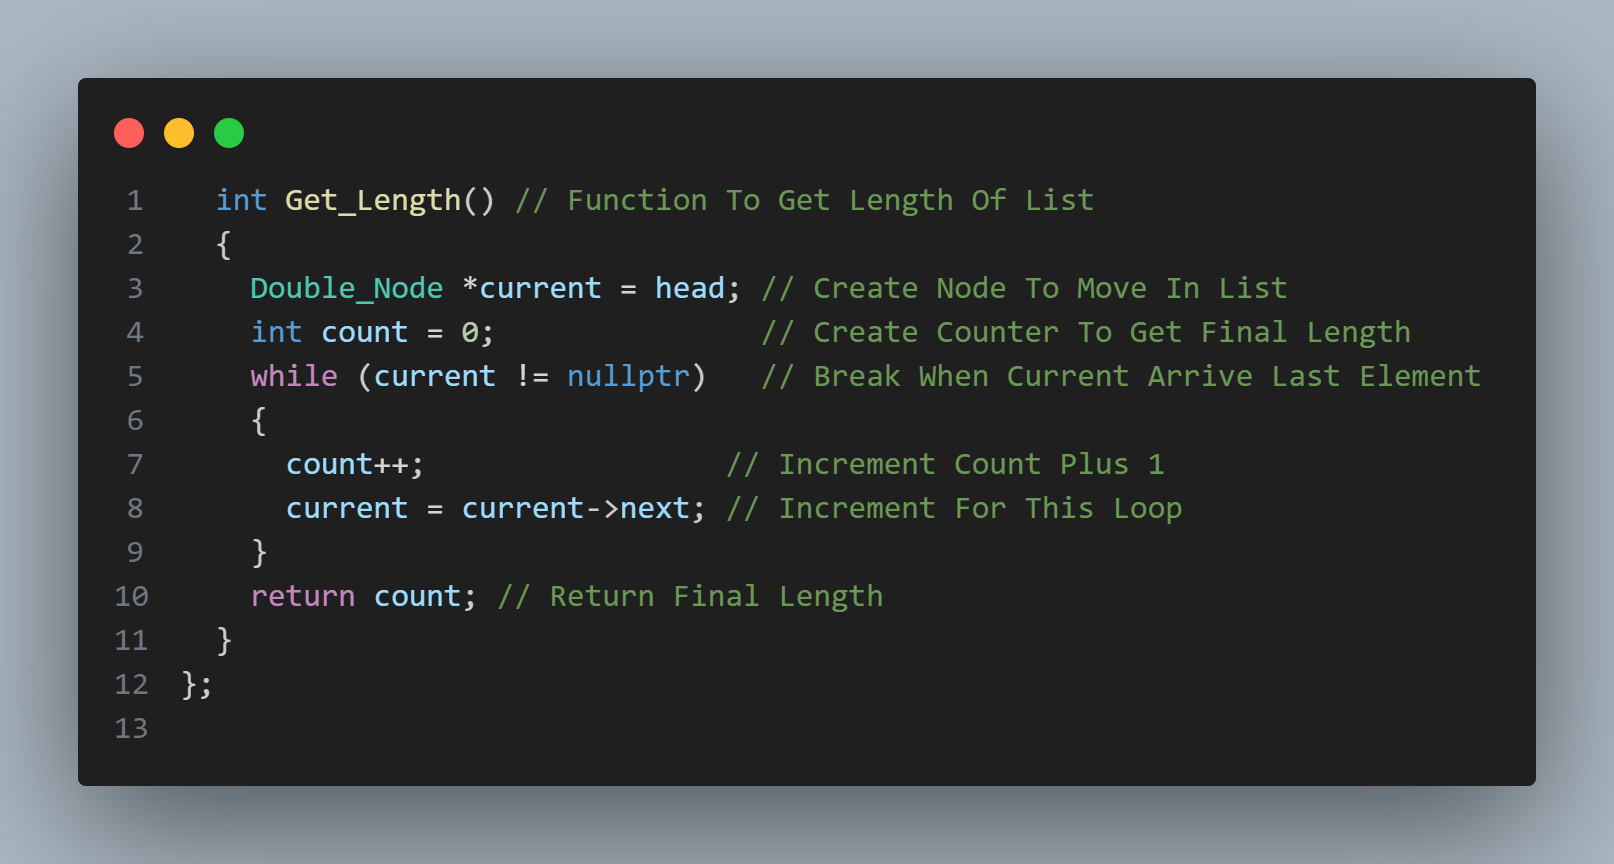 1 int Get_Length() // Function To Get Length Of List
2 {
3 Double_Node *current = head; // Create Node To Move In List
4 int count = 0; // Create Counter To Get Final Length
5 while (current != nullptr) // Break When Current Arrive Last Element
6 {
7 count++; // Increment Count Plus 1
8 current = current->next; // Increment For This Loop
9 }
10 return count; // Return Final Length
11 }
12 };
13